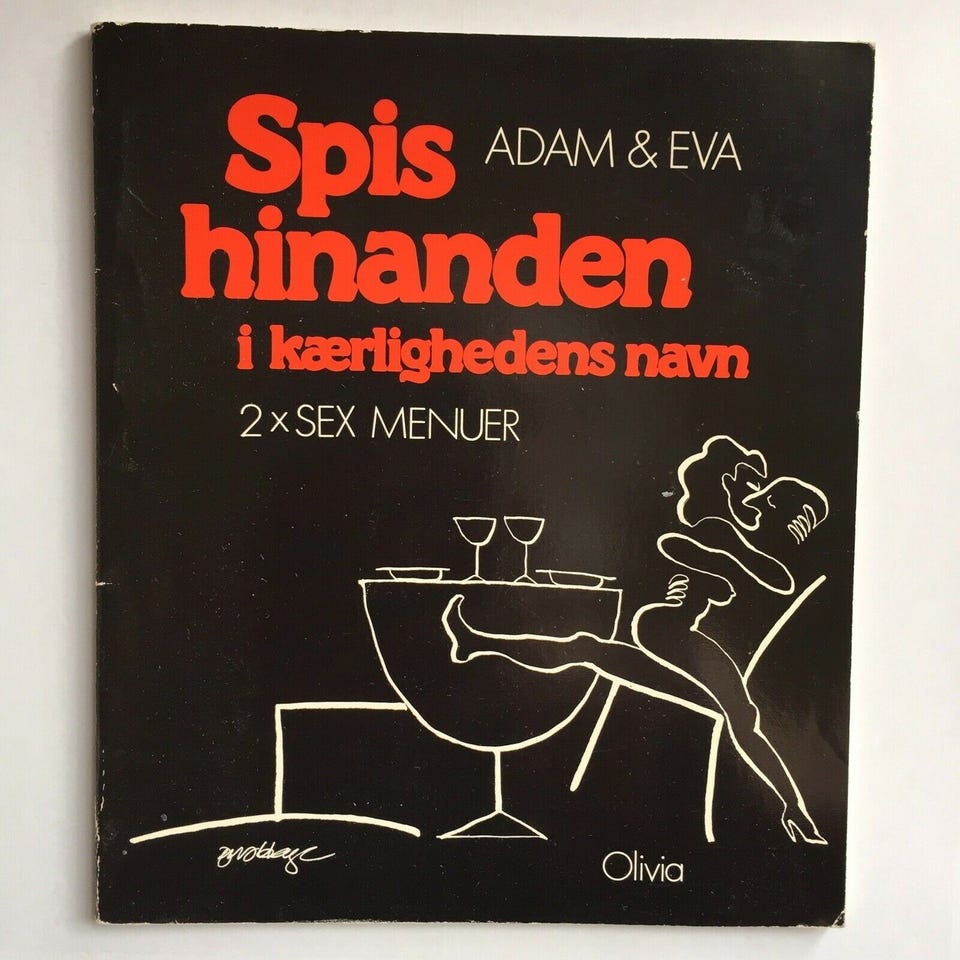 Spis
ADAM & EVA
hinanden
i kærlighedens navn
2 x SEX MENUER
Olivia